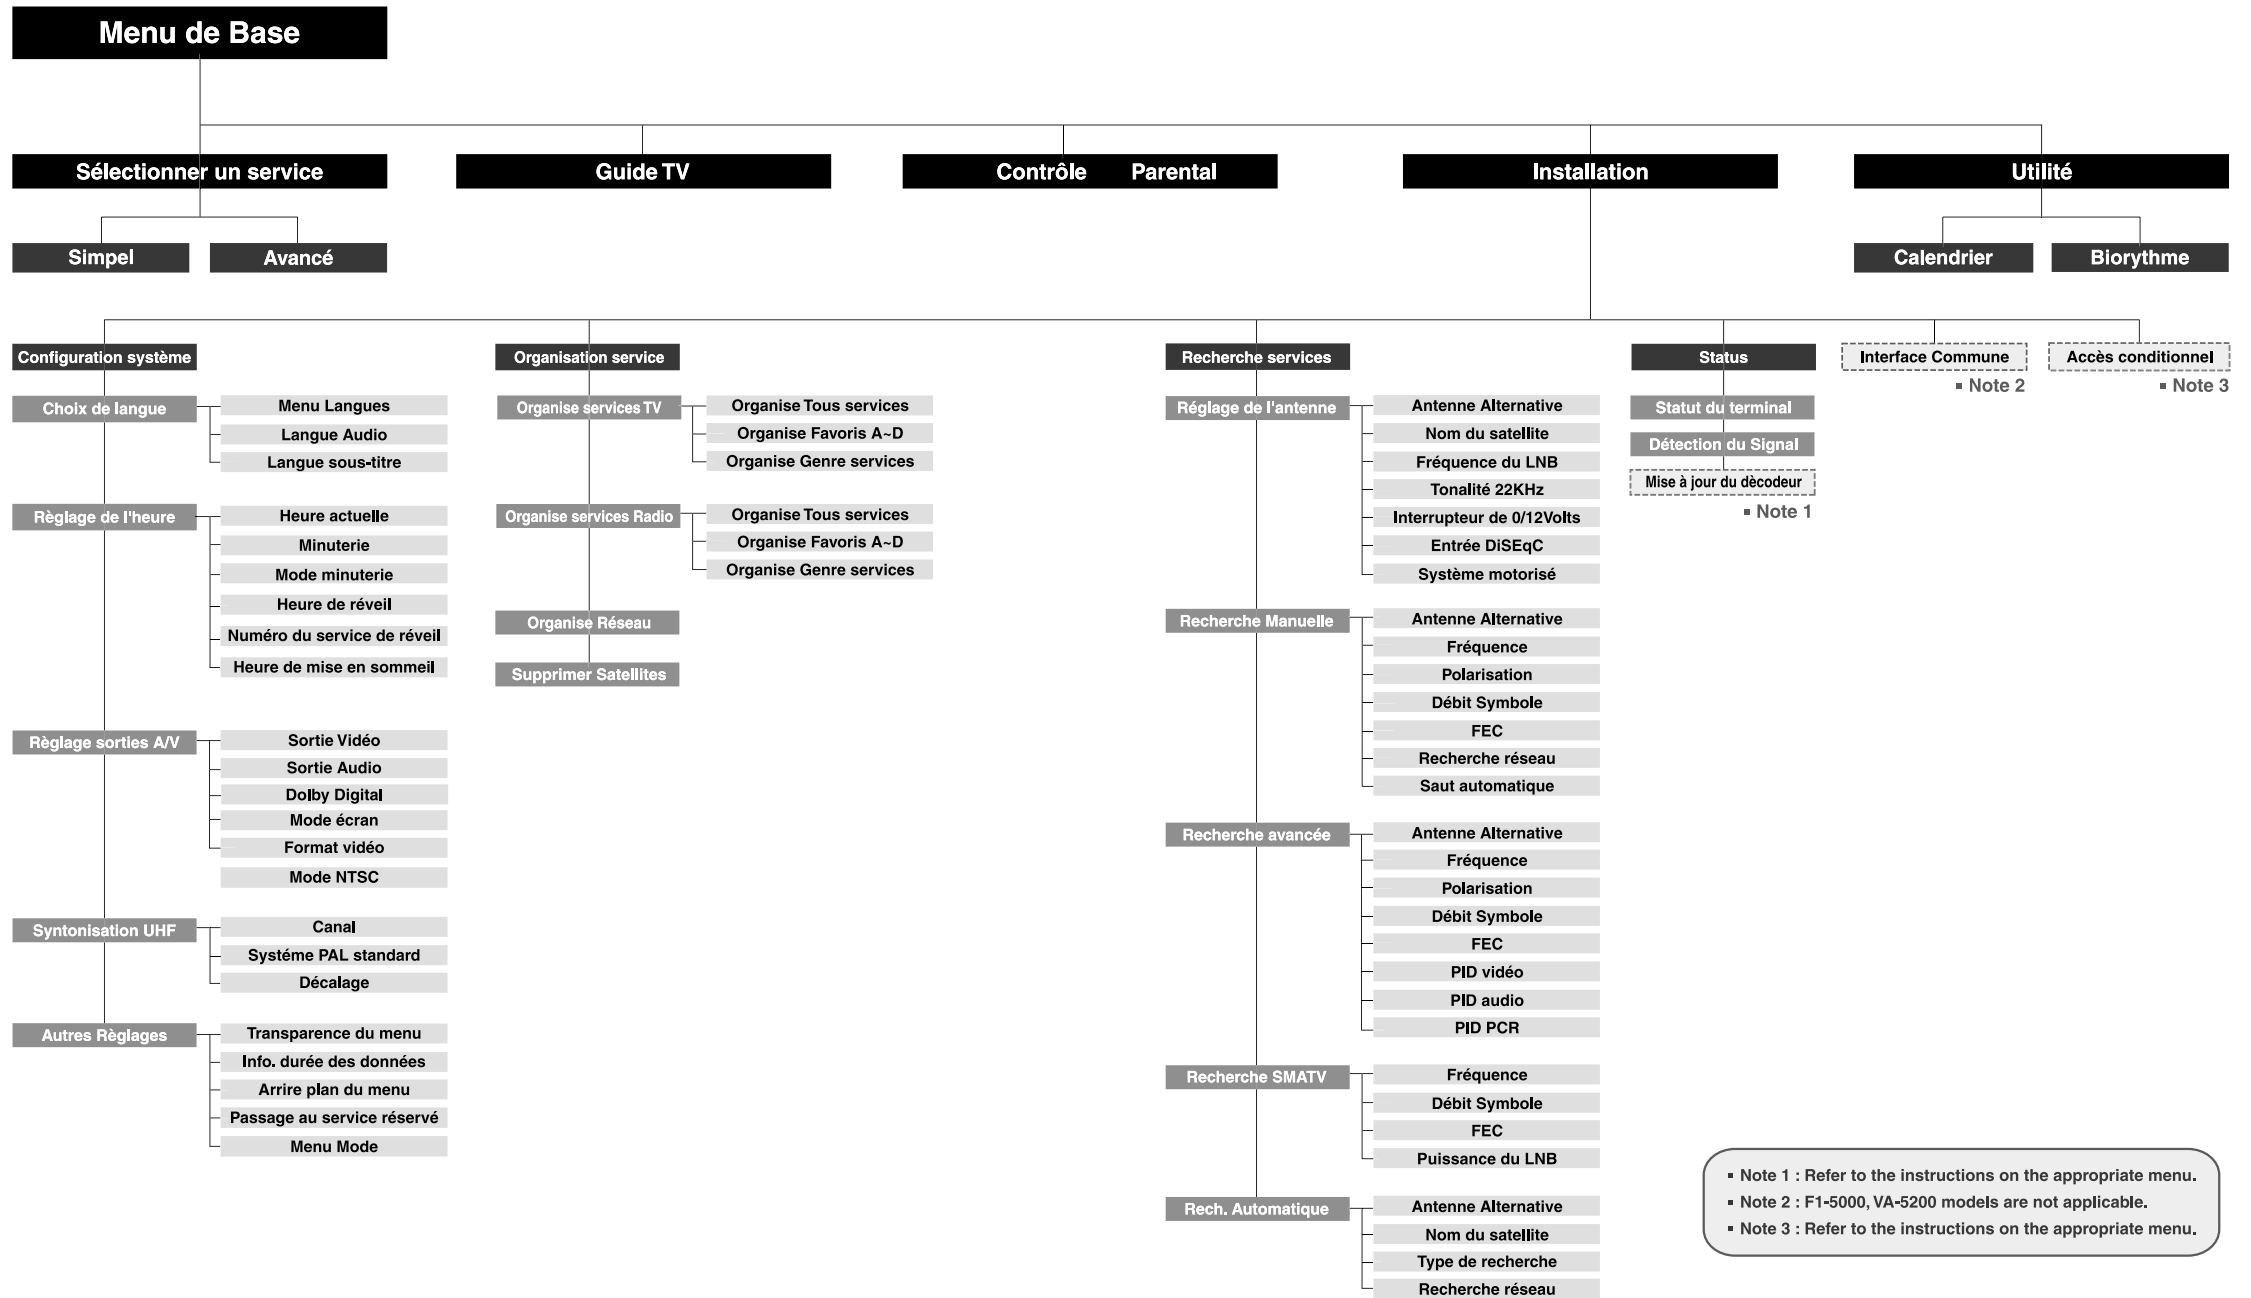 Menu de Base
Sélectionner un service
Guide TV
Contrôle Parental
Installation
Utilité
Simpel
Avancé
Calendrier
Biorythme
Configuration système
Choix de langue
Menu Langues
Langue Audio
Langue sous-titre
Règlage de l'heure
Heure actuelle
Minuterie
Mode minuterie
Heure de réveil
Numéro du service de réveil
Heure de mise en sommeil
Règlage sorties A/V
Sortie Vidéo
Sortie Audio
Dolby Digital
Mode écran
Format vidéo
Mode NTSC
Syntonisation UHF
Canal
Systéme PAL standard
Décalage
Autres Règlages
Transparence du menu
Info. durée des données
Arrire plan du menu
Passage au service réservé
Menu Mode
Organisation service
Organise services TV
Organise Tous services
Organise Favoris A~D
Organise Genre services
Organise services Radio
Organise Tous services
Organise Favoris A~D
Organise Genre services
Organise Réseau
Supprimer Satellites
Recherche services
Réglage de l'antenne
Antenne Alternative
Nom du satellite
Fréquence du LNB
Tonalité 22KHz
Interrupteur de 0/12Volts
Entrée DiSEqC
Système motorisé
Recherche Manuelle
Antenne Alternative
Fréquence
Polarisation
Débit Symbole
FEC
Recherche réseau
Saut automatique
Recherche avancée
Antenne Alternative
Fréquence
Polarisation
Débit Symbole
FEC
PID vidéo
PID audio
PID PCR
Recherche SMATV
Fréquence
Débit Symbole
FEC
Puissance du LNB
Rech. Automatique
Antenne Alternative
Nom du satellite
Type de recherche
Recherche réseau
Status
Statut du terminal
Détection du Signal
Mise à jour du dècodeur
▪ Note 1
Interface Commune
▪ Note 2
Accès conditionnel
▪ Note 3
▪ Note 1 : Refer to the instructions on the appropriate menu.
▪ Note 2 : F1-5000, VA-5200 models are not applicable.
▪ Note 3 : Refer to the instructions on the appropriate menu.